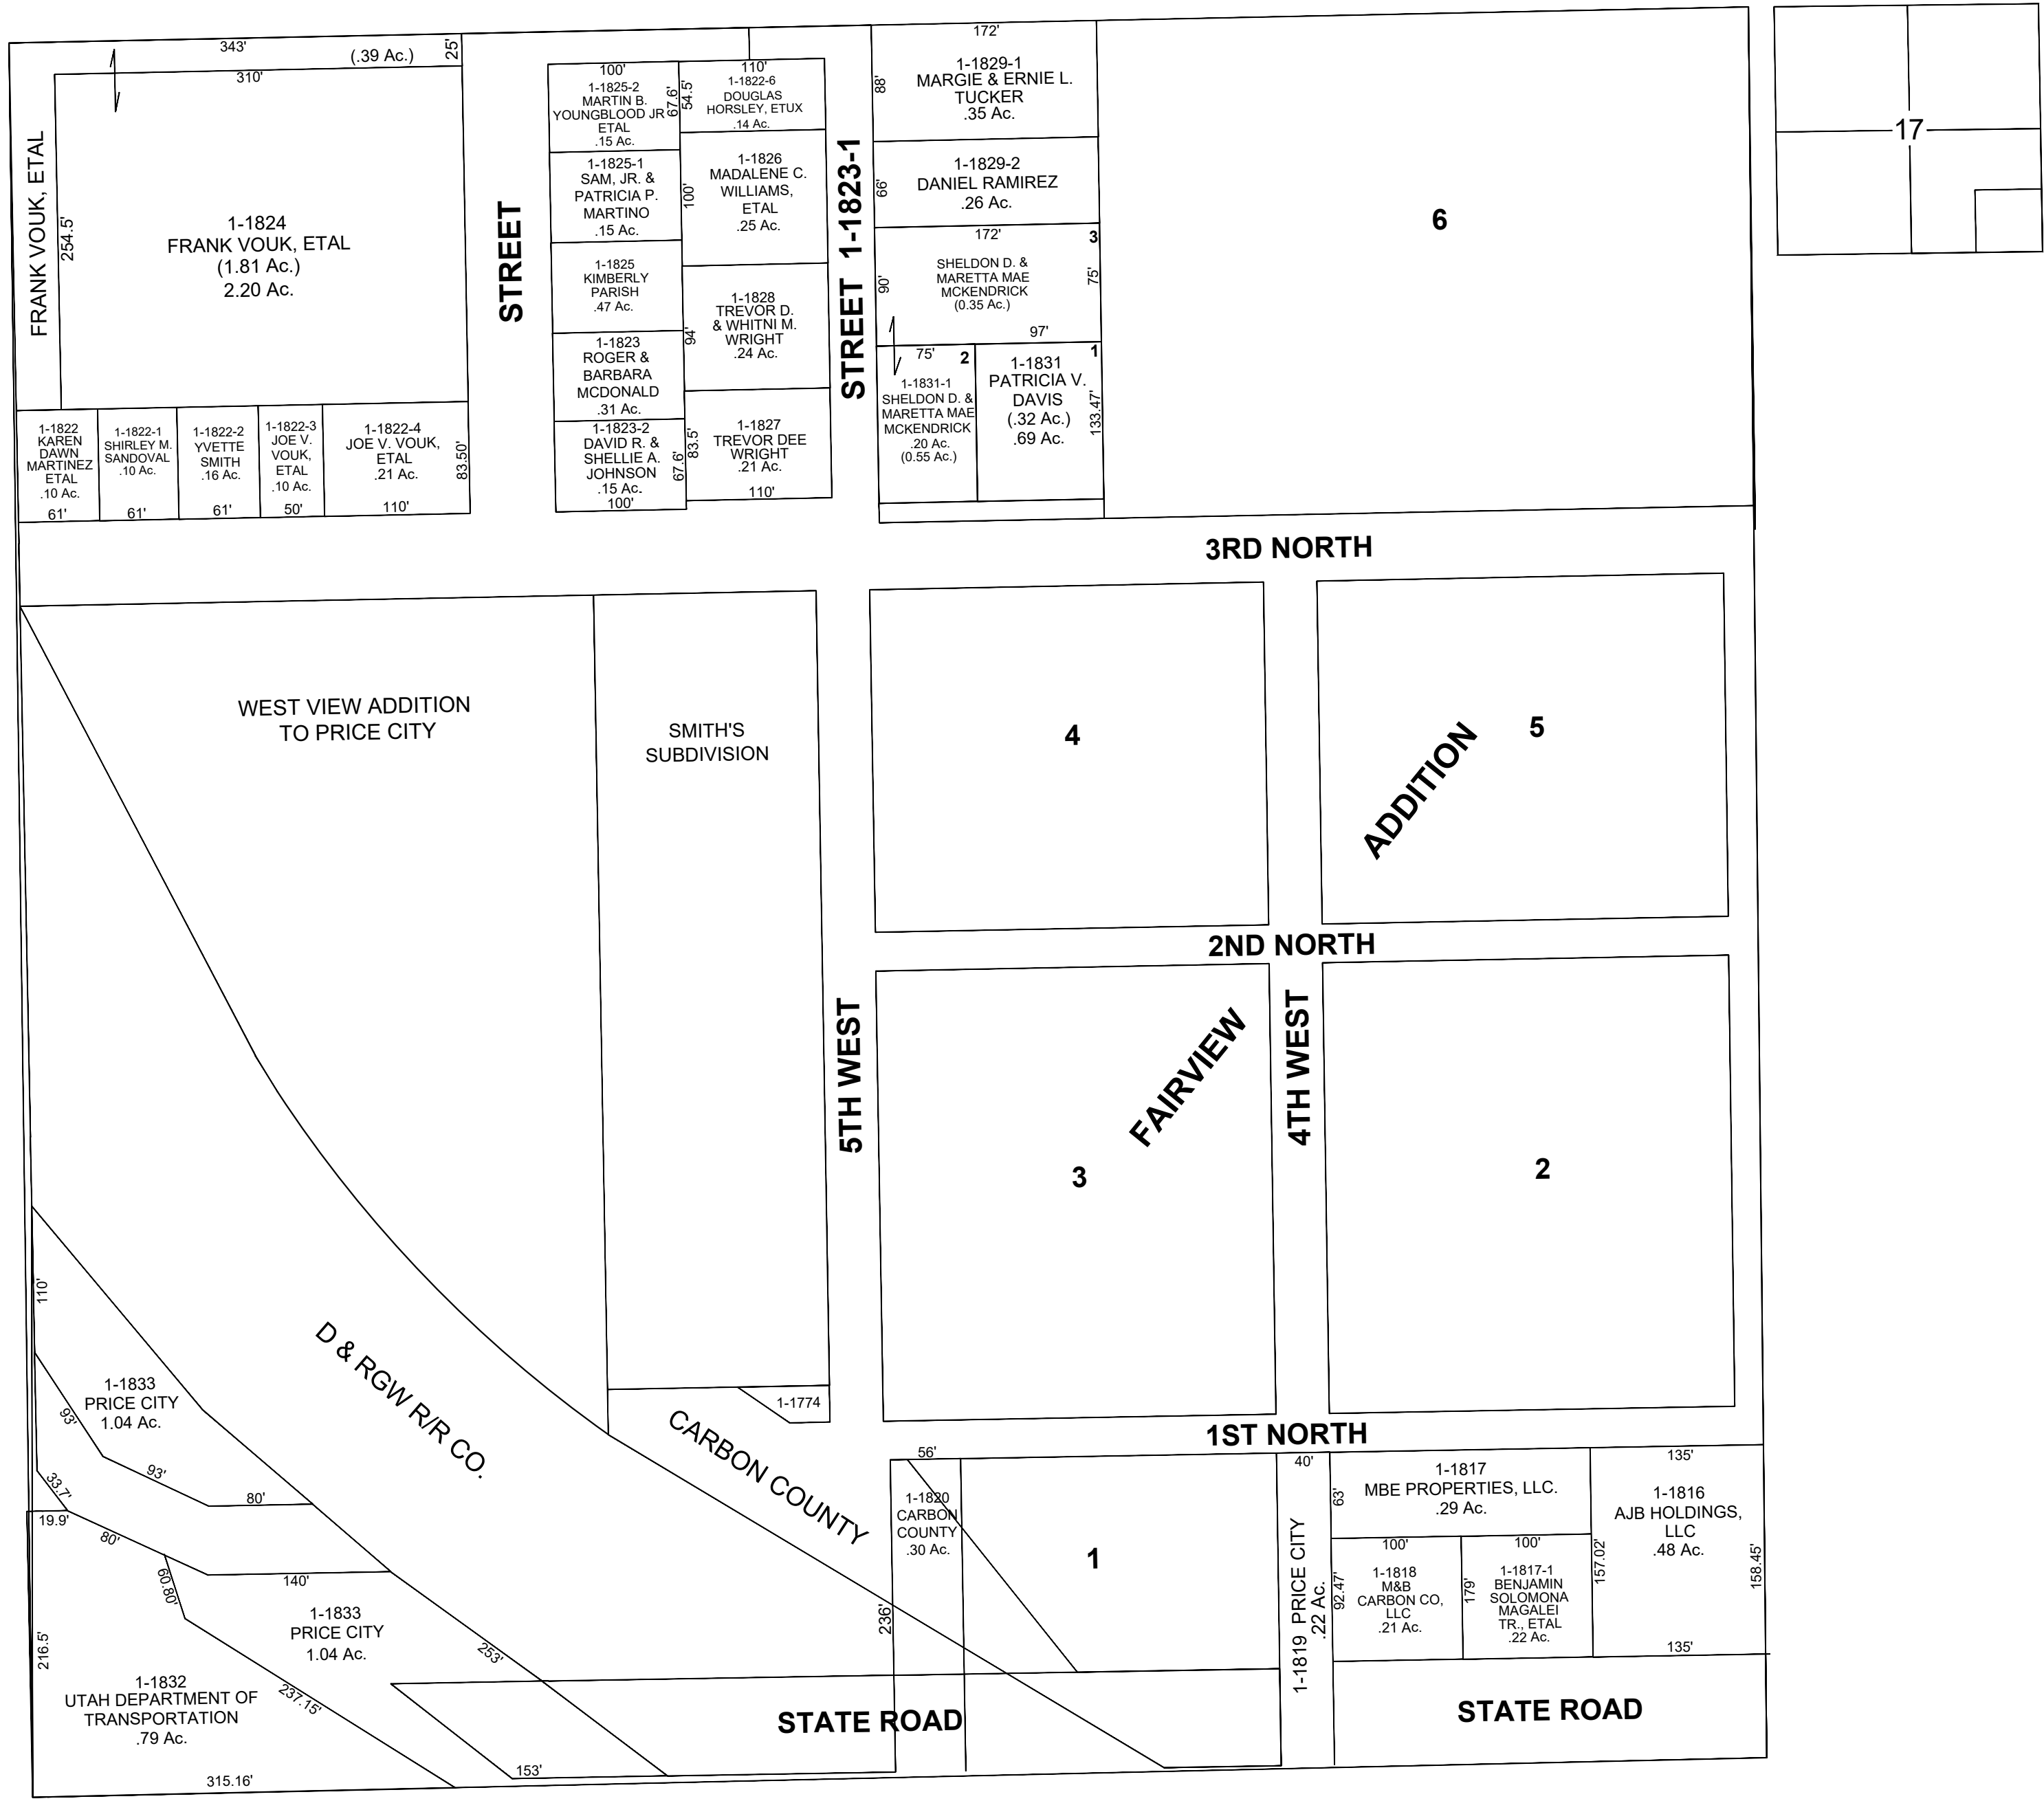 343'
(.39 Ac.)
25'
310'
FRANK VOUK, ETAL
254.5'
1-1824
FRANK VOUK, ETAL
(1.81 Ac.)
2.20 Ac.
1-1822
KAREN
DAWN
MARTINEZ
ETAL
.10 Ac.
61'
1-1822-1
SHIRLEY M.
SANDOVAL
.10 Ac.
61'
1-1822-2
YVETTE
SMITH
.16 Ac.
61'
1-1822-3
JOE V.
VOUK,
ETAL
.10 Ac.
50'
1-1822-4
JOE V. VOUK,
ETAL
.21 Ac.
83.50'
110'
STREET
100'
1-1825-2
MARTIN B.
YOUNGBLOOD JR
ETAL
.15 Ac.
67.6'
1-1825-1
SAM, JR. &
PATRICIA P.
MARTINO
.15 Ac.
1-1825
KIMBERLY
PARISH
.47 Ac.
1-1823
ROGER &
BARBARA
MCDONALD
.31 Ac.
1-1823-2
DAVID R. &
SHELLIE A.
JOHNSON
.15 Ac.
67.6'
100'
110'
54.5'
1-1822-6
DOUGLAS
HORSLEY, ETUX
.14 Ac.
100'
1-1826
MADALENE C.
WILLIAMS,
ETAL
.25 Ac.
94'
1-1828
TREVOR D.
& WHITNI M.
WRIGHT
.24 Ac.
83.5'
1-1827
TREVOR DEE
WRIGHT
.21 Ac.
110'
STREET 1-1823-1
172'
88'
1-1829-1
MARGIE & ERNIE L.
TUCKER
.35 Ac.
66'
1-1829-2
DANIEL RAMIREZ
.26 Ac.
172'
3
90'
SHELDON D. &
MARETTA MAE
MCKENDRICK
(0.35 Ac.)
75'
97'
75'
2
1-1831-1
SHELDON D. &
MARETTA MAE
MCKENDRICK
.20 Ac.
(0.55 Ac.)
1
1-1831
PATRICIA V.
DAVIS
(.32 Ac.)
.69 Ac.
133.47'
6
17
3RD NORTH
WEST VIEW ADDITION
TO PRICE CITY
SMITH'S
SUBDIVISION
4
5
ADDITION
2ND NORTH
5TH WEST
FAIRVIEW
3
4TH WEST
2
1ST NORTH
110'
1-1833
PRICE CITY
1.04 Ac.
93'
93'
80'
33.7'
19.9'
80'
60.80'
140'
1-1833
PRICE CITY
1.04 Ac.
253'
237.15'
216.5'
1-1832
UTAH DEPARTMENT OF
TRANSPORTATION
.79 Ac.
315.16'
153'
D & RGW R/R CO.
CARBON COUNTY
1-1774
56'
1-1820
CARBON
COUNTY
.30 Ac.
236'
1
STATE ROAD
40'
1-1819 PRICE CITY
.22 Ac.
63'
1-1817
MBE PROPERTIES, LLC.
.29 Ac.
100'
92.47'
1-1818
M&B
CARBON CO,
LLC
.21 Ac.
179'
100'
1-1817-1
BENJAMIN
SOLOMONA
MAGALEI
TR., ETAL
.22 Ac.
135'
1-1816
AJB HOLDINGS,
LLC
.48 Ac.
157.02'
158.45'
135'
STATE ROAD